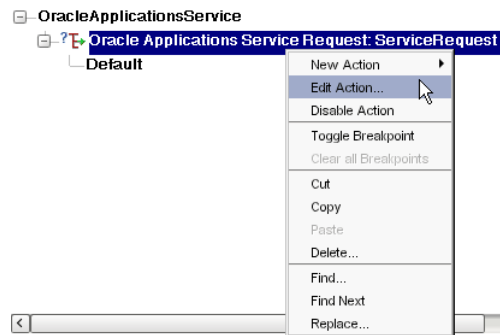 OracleApplicationsService
?T Oracle Applications Service Request: ServiceRequest
Default
New Action
Edit Action...
Disable Action
Toggle Breakpoint
Clear all Breakpoints
Cut
Copy
Paste
Delete...
Find...
Find Next
Replace...